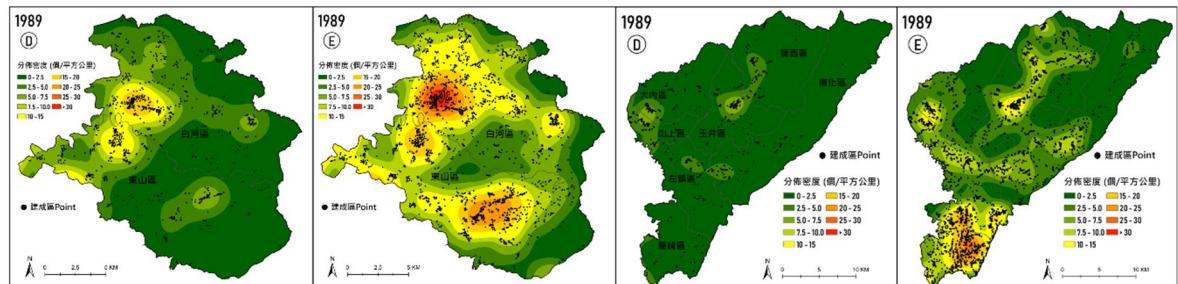 1989
D
分佈密度 (個/平方公里)
0 - 2.5
2.5 - 5.0
5.0 - 7.5
7.5 - 10.0
10 - 15
15 - 20
20 - 25
25 - 30
> 30
白河區
東山區
● 建成區Point
N
0 2.5 5 KM
1989
E
分佈密度 (個/平方公里)
0 - 2.5
2.5 - 5.0
5.0 - 7.5
7.5 - 10.0
10 - 15
15 - 20
20 - 25
25 - 30
> 30
白河區
東山區
● 建成區Point
N
0 2.5 5 KM
1989
D
楠西區
南化區
大內區
山上區
玉井區
左鎮區
龍崎區
● 建成區Point
分佈密度 (個/平方公里)
0 - 2.5
2.5 - 5.0
5.0 - 7.5
7.5 - 10.0
10 - 15
15 - 20
20 - 25
25 - 30
> 30
N
0 5 10 KM
1989
E
● 建成區Point
分佈密度 (個/平方公里)
0 - 2.5
2.5 - 5.0
5.0 - 7.5
7.5 - 10.0
10 - 15
15 - 20
20 - 25
25 - 30
> 30
N
0 5 10 KM